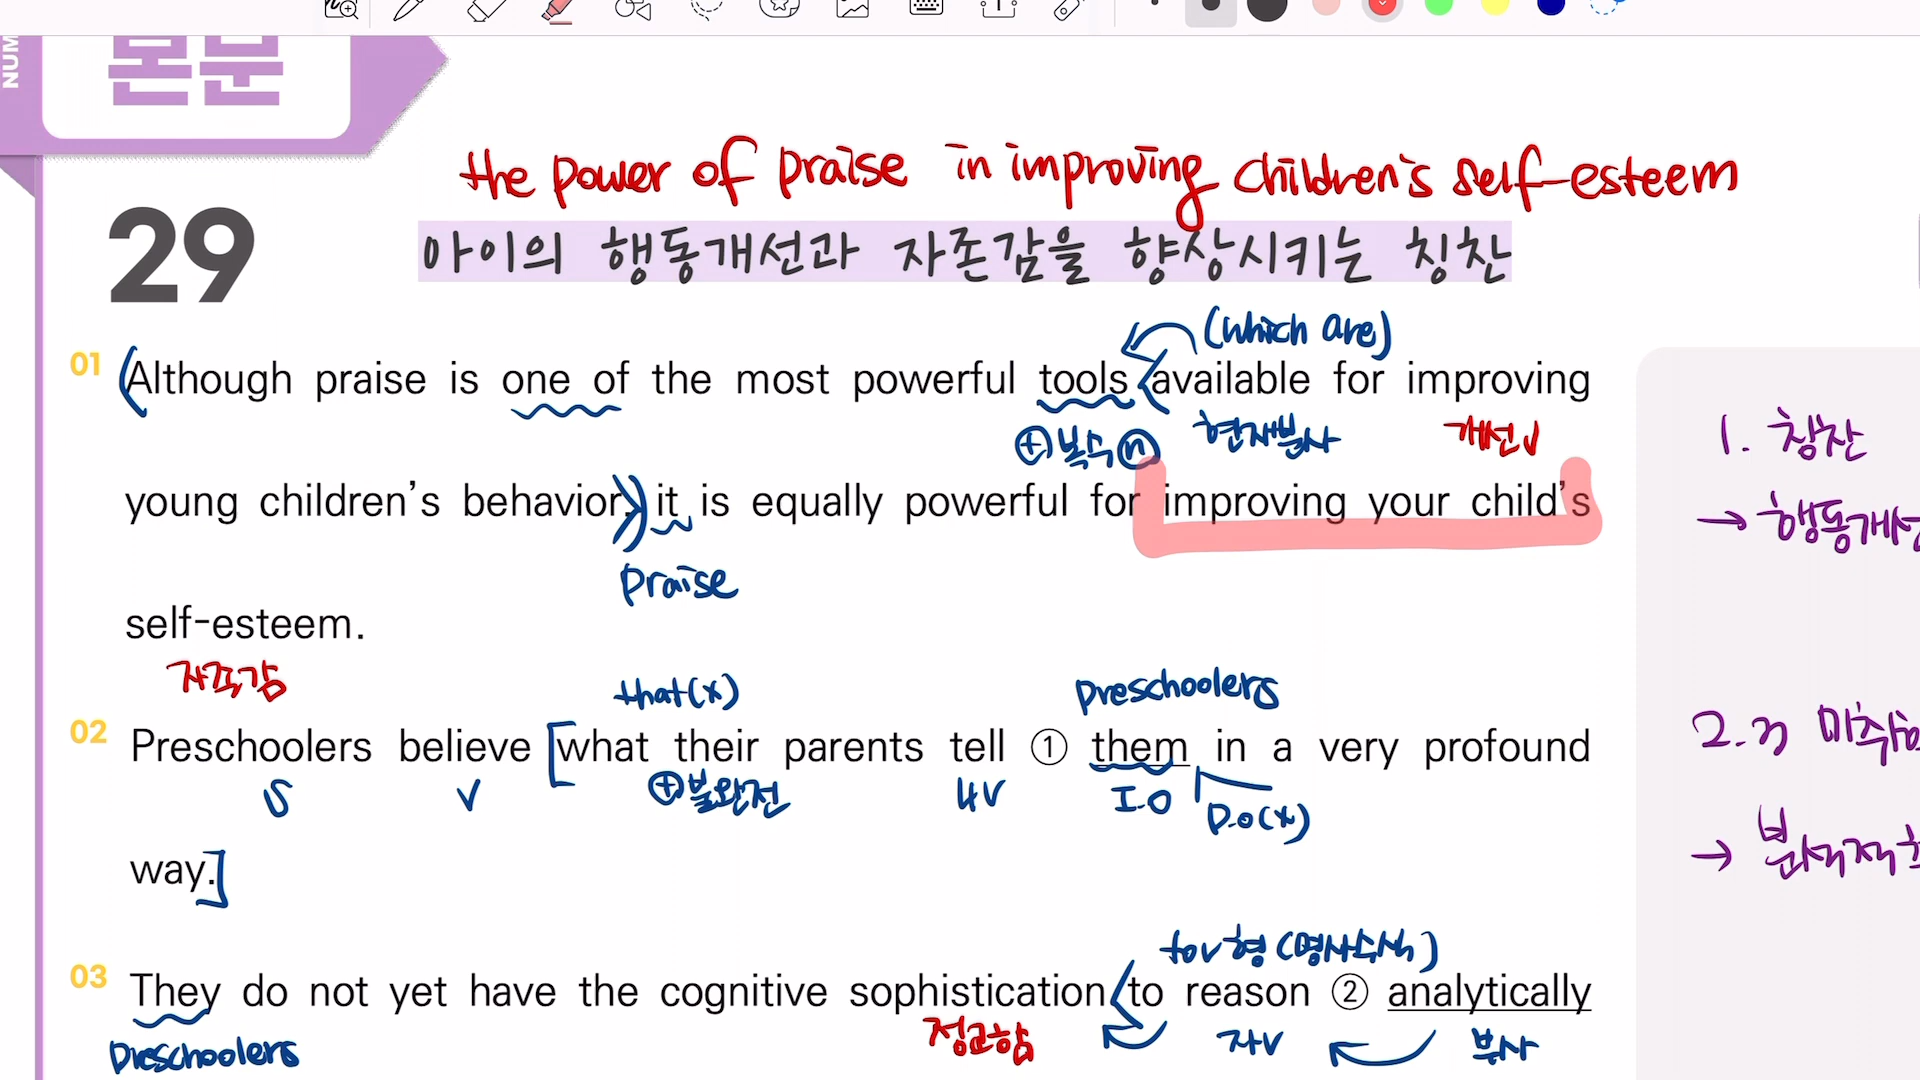 NUM
본문
the power of praise in improving children's self-esteem
29
아이의 행동개선과 자존감을 향상시키는 칭찬
(which are)
01 Although praise is one of the most powerful tools available for improving
+복수n 현재분사 개선V
1. 칭찬
young children's behavior, it is equally powerful for improving your child's
→ 행동개선
praise
self-esteem.
자존감
that(x) preschoolers
02 Preschoolers believe [what their parents tell ① them in a very profound
2.
S V +불완전 4V I.O D.O(x)
way.]
→ 분석적
to v 형(명사수식)
03 They do not yet have the cognitive sophistication to reason ② analytically
preschoolers 정교함 자V 부사